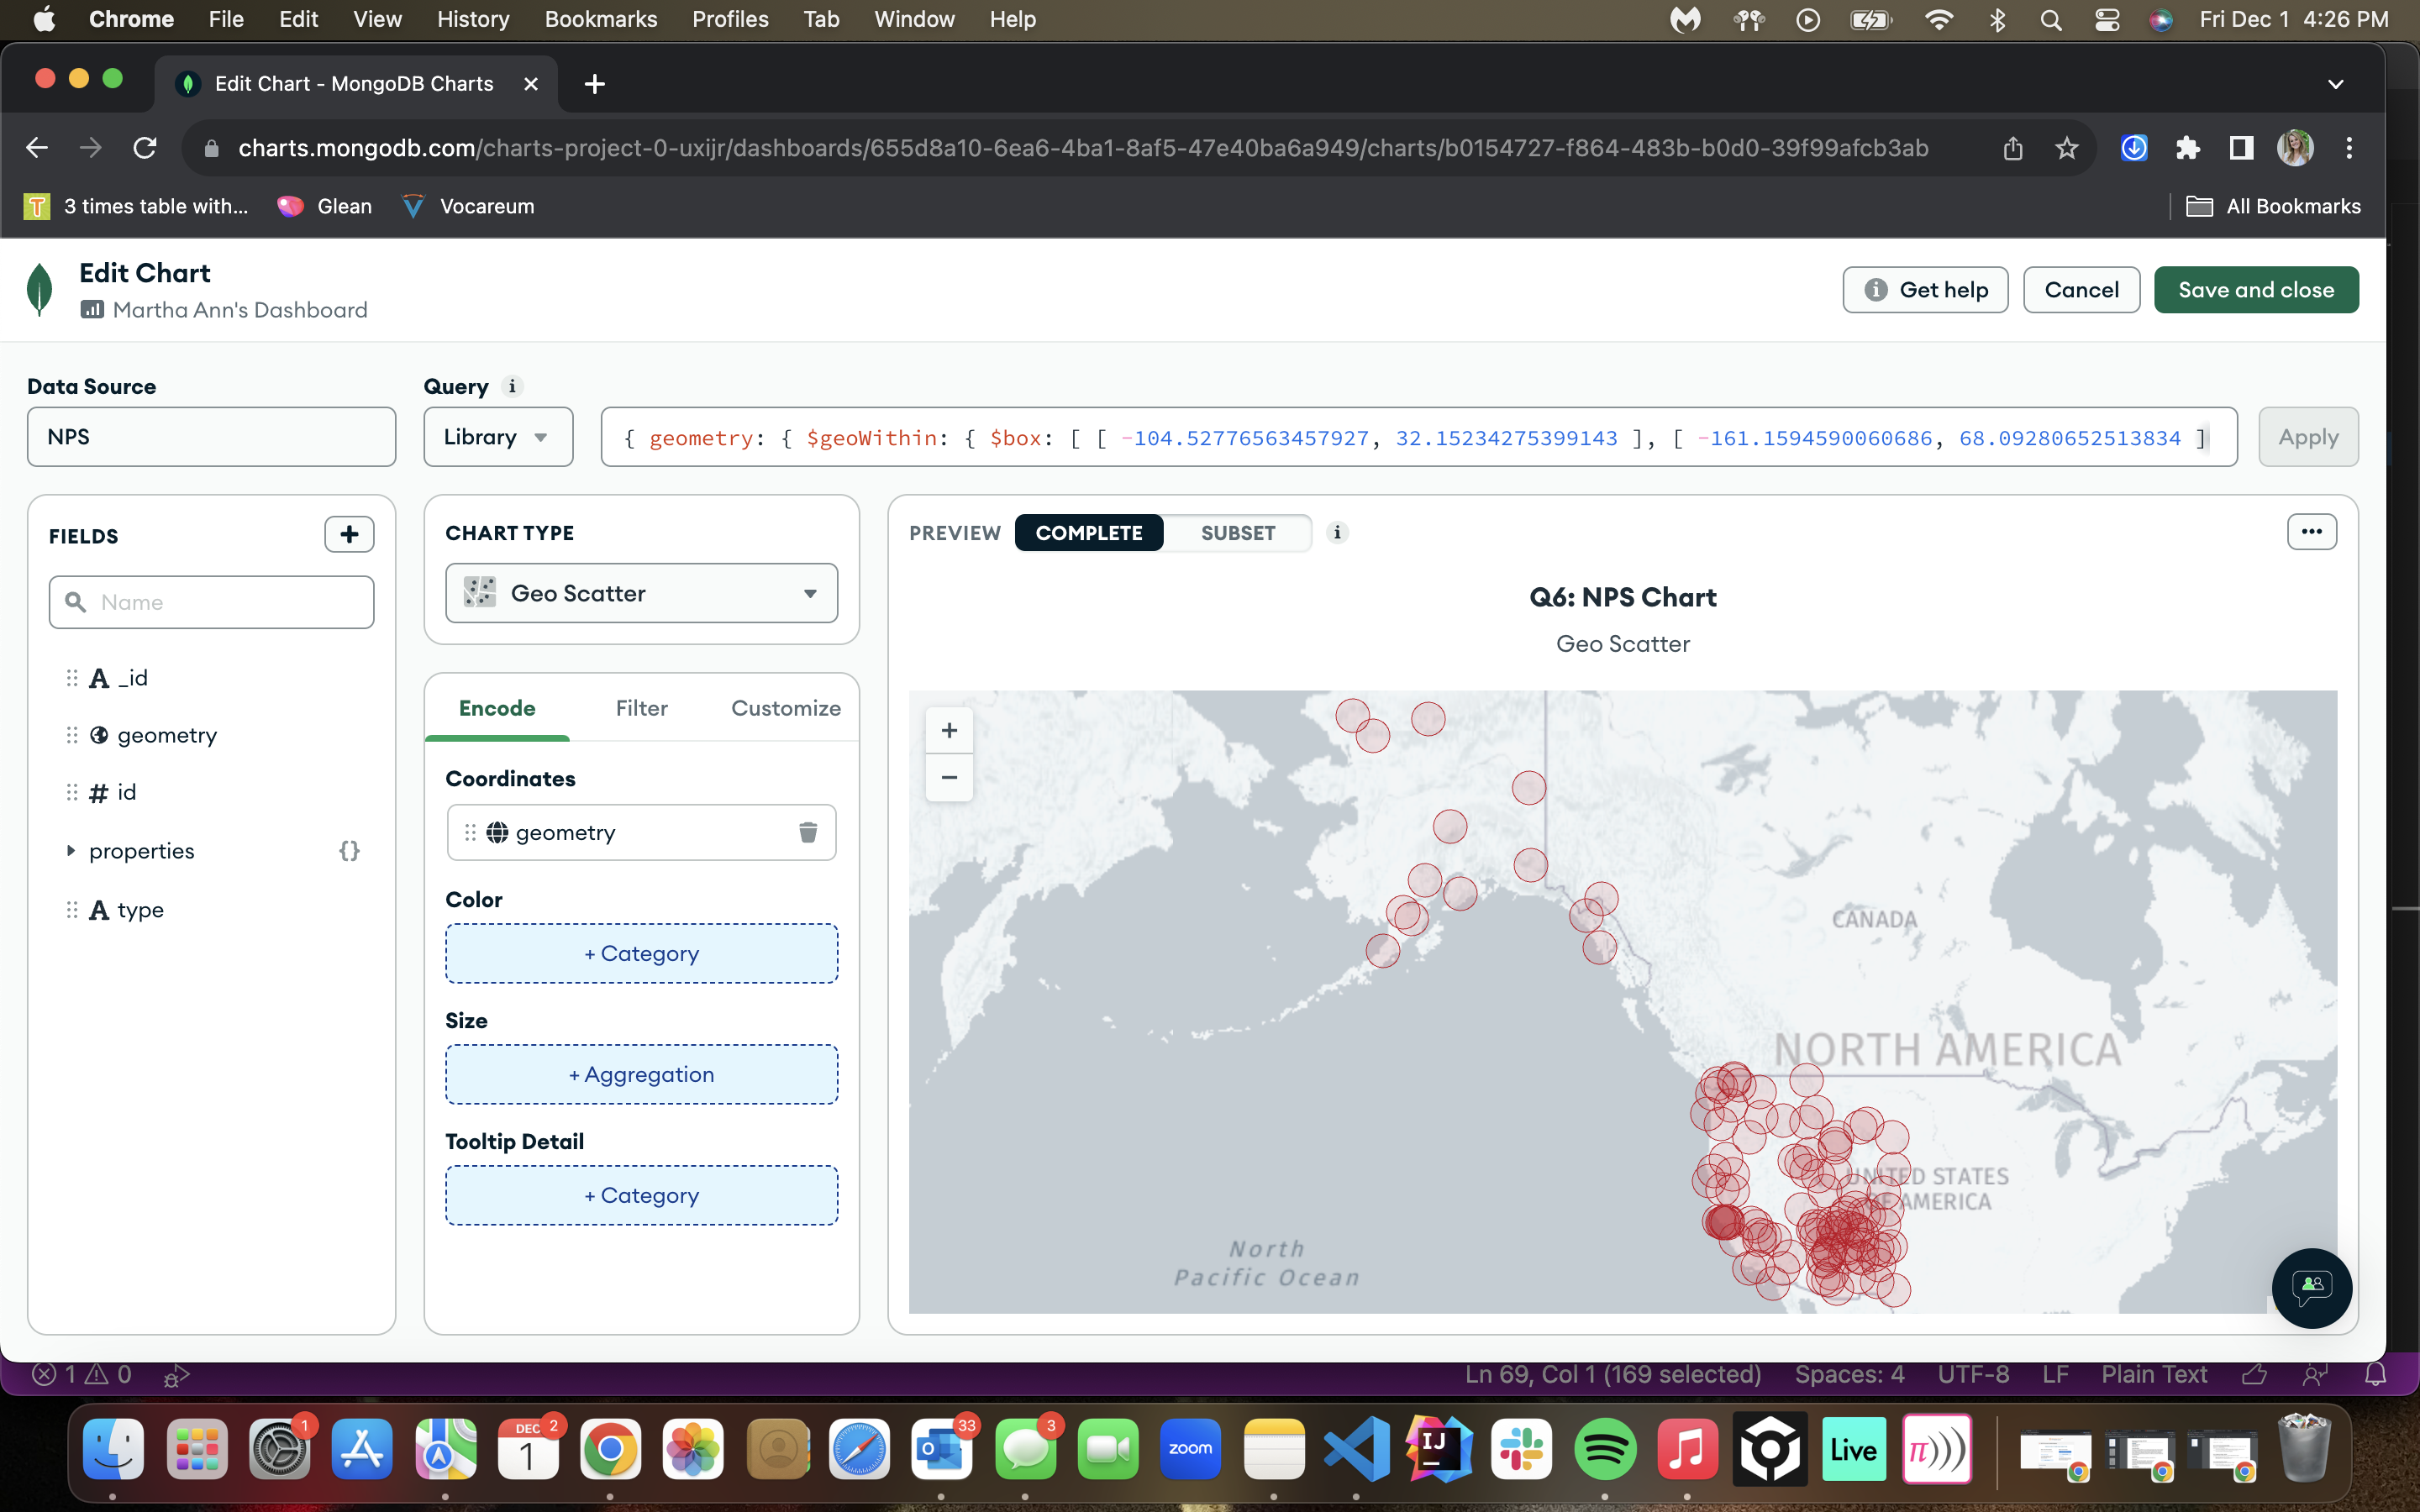 Chrome File Edit View History Bookmarks Profiles Tab Window Help Fri Dec 1 4:26 PM
Edit Chart - MongoDB Charts
charts.mongodb.com/charts-project-0-uxijr/dashboards/655d8a10-6ea6-4ba1-8af5-47e40ba6a949/charts/b0154727-f864-483b-b0d0-39f99afcb3ab
3 times table with... Glean Vocareum All Bookmarks
Edit Chart
Martha Ann's Dashboard
Get help Cancel Save and close
Data Source Query
NPS Library { geometry: { $geoWithin: { $box: [ [ -104.52776563457927, 32.15234275399143 ], [ -161.1594590060686, 68.09280652513834 ] Apply
FIELDS
Name
_id
geometry
id
properties {}
type
CHART TYPE
Geo Scatter
Encode Filter Customize
Coordinates
geometry
Color
+ Category
Size
+ Aggregation
Tooltip Detail
+ Category
PREVIEW COMPLETE SUBSET
Q6: NPS Chart
Geo Scatter
+
−
CANADA
NORTH AMERICA
UNITED STATES
OF AMERICA
North
Pacific Ocean
1 0 Ln 69, Col 1 (169 selected) Spaces: 4 UTF-8 LF Plain Text
1 DEC 1 2 33 3 zoom IJ Live π)))